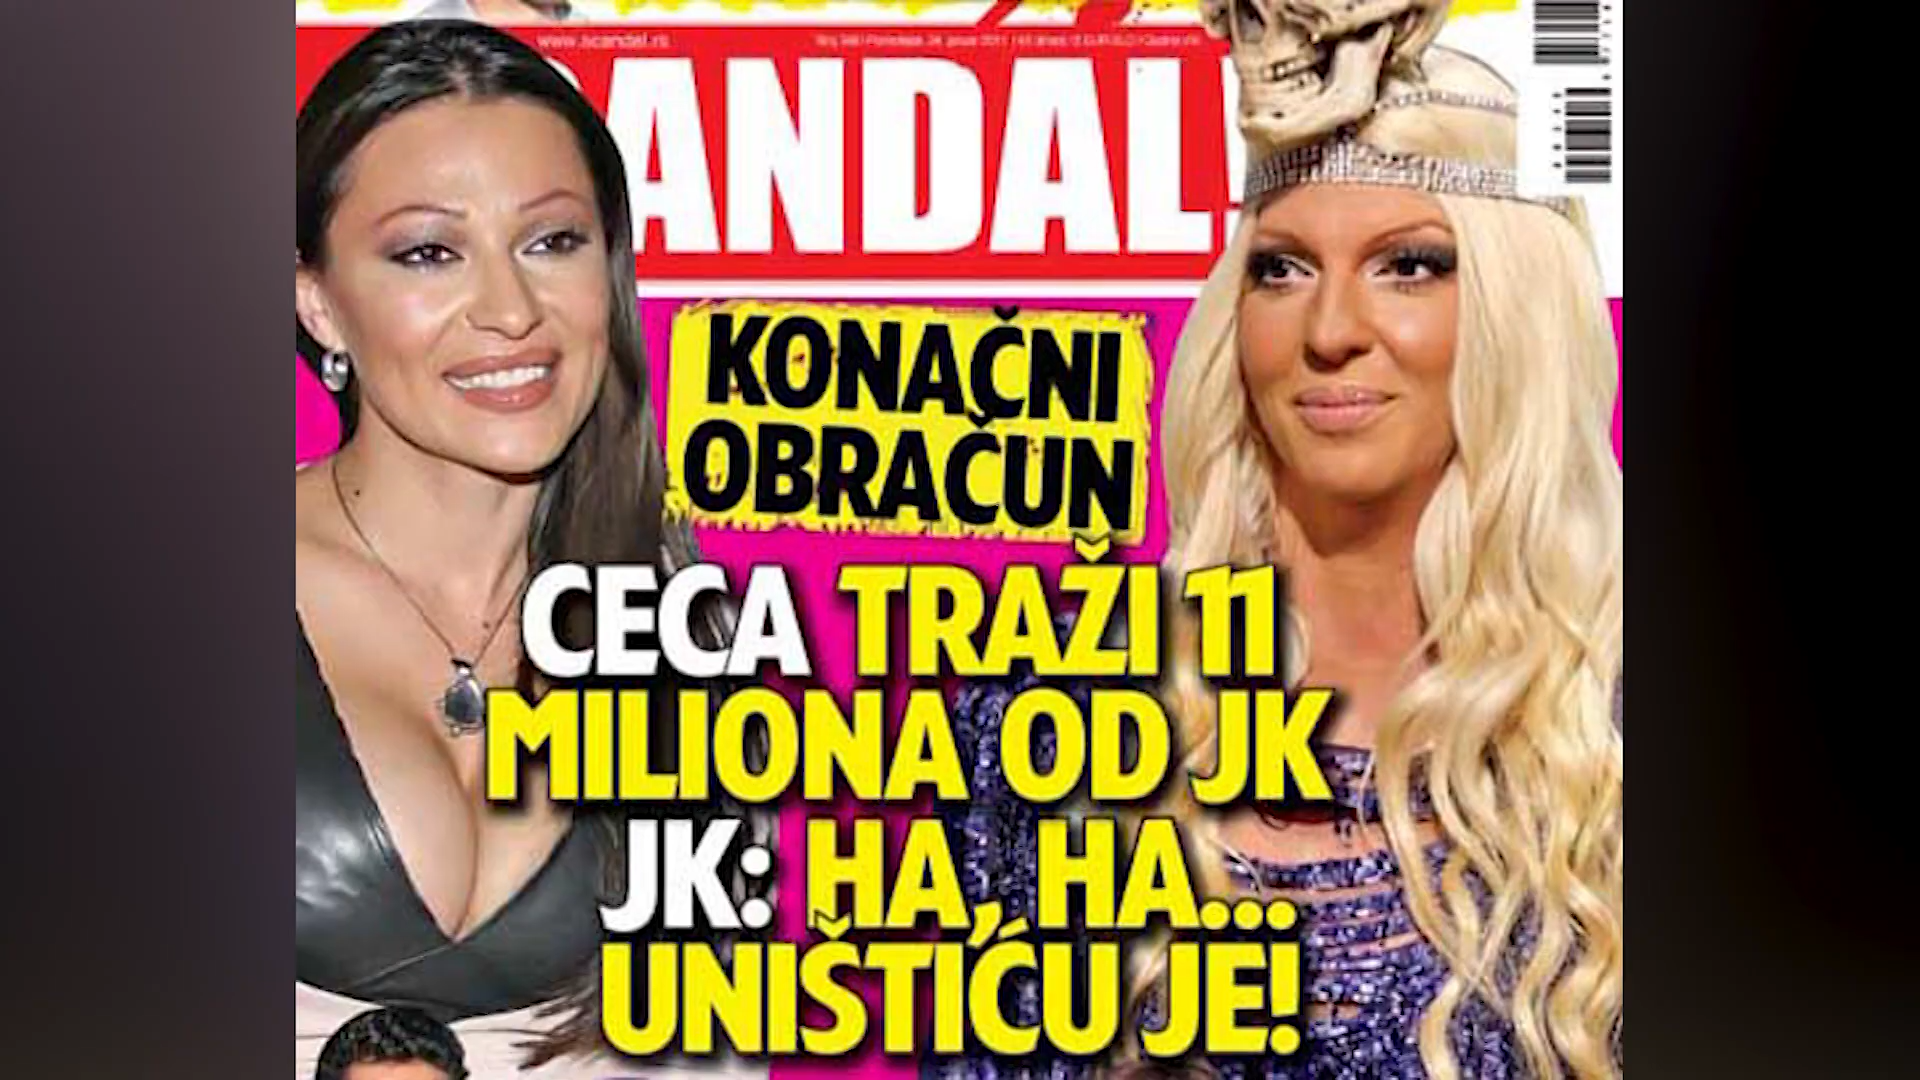 www.scandal.rs
ANDAL!
KONAČNI
OBRAČUN
CECA TRAŽI 11
MILIONA OD JK
JK: HA, HA...
UNIŠTIĆU JE!